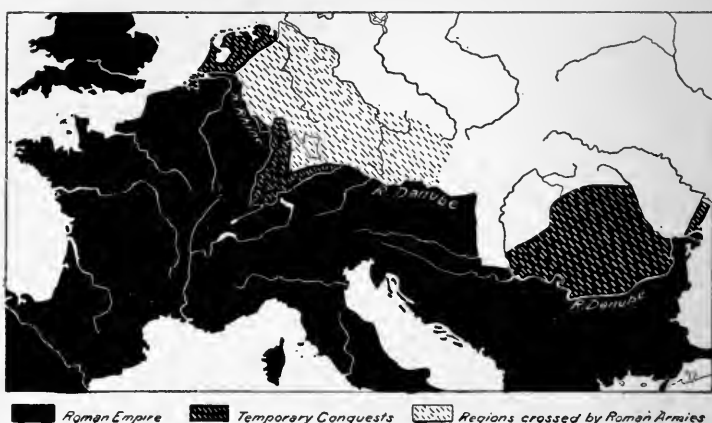 R. Danube
R. Danube
Roman Empire Temporary Conquests Regions crossed by Roman Armies